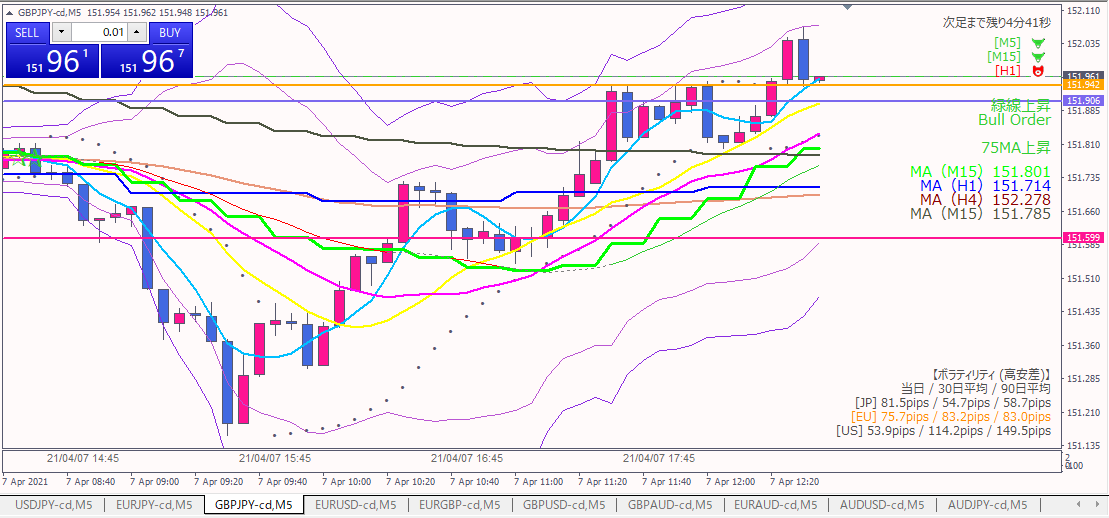 GBPJPY-cd,M5 151.954 151.962 151.948 151.961
SELL
0.01
BUY
151 96 1
151 96 7
次足まで残り4分41秒
[M5]
[M15]
[H1]
緑線上昇
Bull Order
75MA上昇
MA（M15）151.801
MA（H1）151.714
MA（H4）152.278
MA（M15）151.785
【ボラティリティ (高安差)】
当日 / 30日平均 / 90日平均
[JP] 81.5pips / 54.7pips / 58.7pips
[EU] 75.7pips / 83.2pips / 83.0pips
[US] 53.9pips / 114.2pips / 149.5pips
152.110
152.035
151.961
151.942
151.906
151.885
151.810
151.735
151.660
151.599
151.585
151.510
151.435
151.360
151.285
151.210
151.135
21/04/07 14:45
21/04/07 15:45
21/04/07 16:45
21/04/07 17:45
7 Apr 2021
7 Apr 08:40
7 Apr 09:00
7 Apr 09:20
7 Apr 09:40
7 Apr 10:00
7 Apr 10:20
7 Apr 10:40
7 Apr 11:00
7 Apr 11:20
7 Apr 11:40
7 Apr 12:00
7 Apr 12:20
USDJPY-cd,M5
EURJPY-cd,M5
GBPJPY-cd,M5
EURUSD-cd,M5
EURGBP-cd,M5
GBPUSD-cd,M5
GBPAUD-cd,M5
EURAUD-cd,M5
AUDUSD-cd,M5
AUDJPY-cd,M5